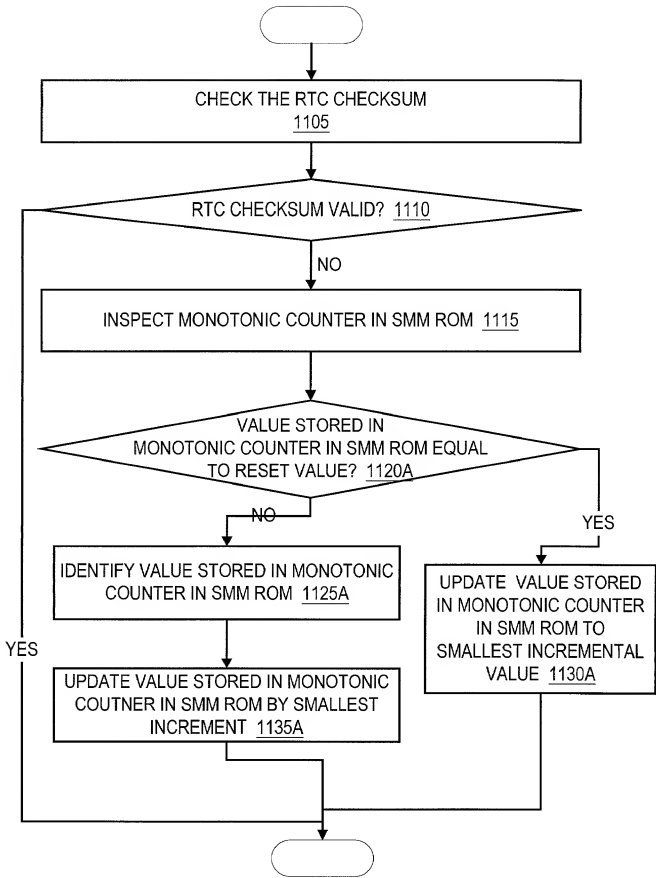 CHECK THE RTC CHECKSUM
1105
RTC CHECKSUM VALID? 1110
NO
INSPECT MONOTONIC COUNTER IN SMM ROM 1115
VALUE STORED IN
MONOTONIC COUNTER IN SMM ROM EQUAL
TO RESET VALUE? 1120A
NO
YES
IDENTIFY VALUE STORED IN MONOTONIC
COUNTER IN SMM ROM 1125A
UPDATE VALUE STORED
IN MONOTONIC COUNTER
IN SMM ROM TO
SMALLEST INCREMENTAL
VALUE 1130A
YES
UPDATE VALUE STORED IN MONOTONIC
COUTNER IN SMM ROM BY SMALLEST
INCREMENT 1135A